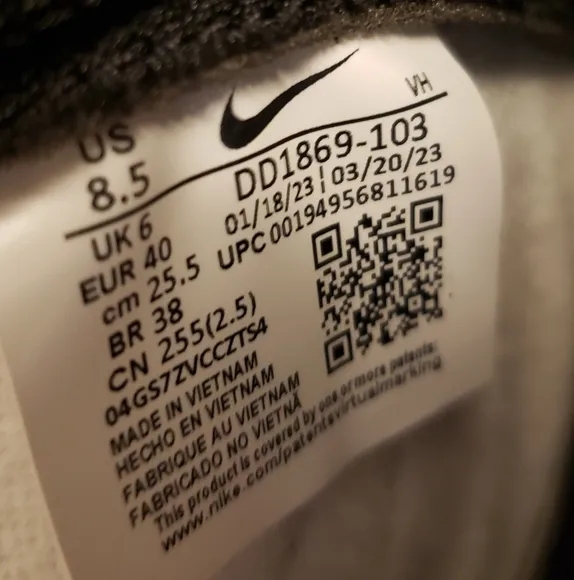 US
8.5
VH
DD1869-103
01/18/23 | 03/20/23
UPC 00194956811619
UK 6
EUR 40
cm 25.5
BR 38
CN 255(2.5)
04GS7ZVCCZTS4
MADE IN VIETNAM
HECHO EN VIETNAM
FABRIQUE AU VIETNAM
FABRICADO NO VIETNÃ
This product is covered by one or more patents:
www.nike.com/patentsvirtualmarking